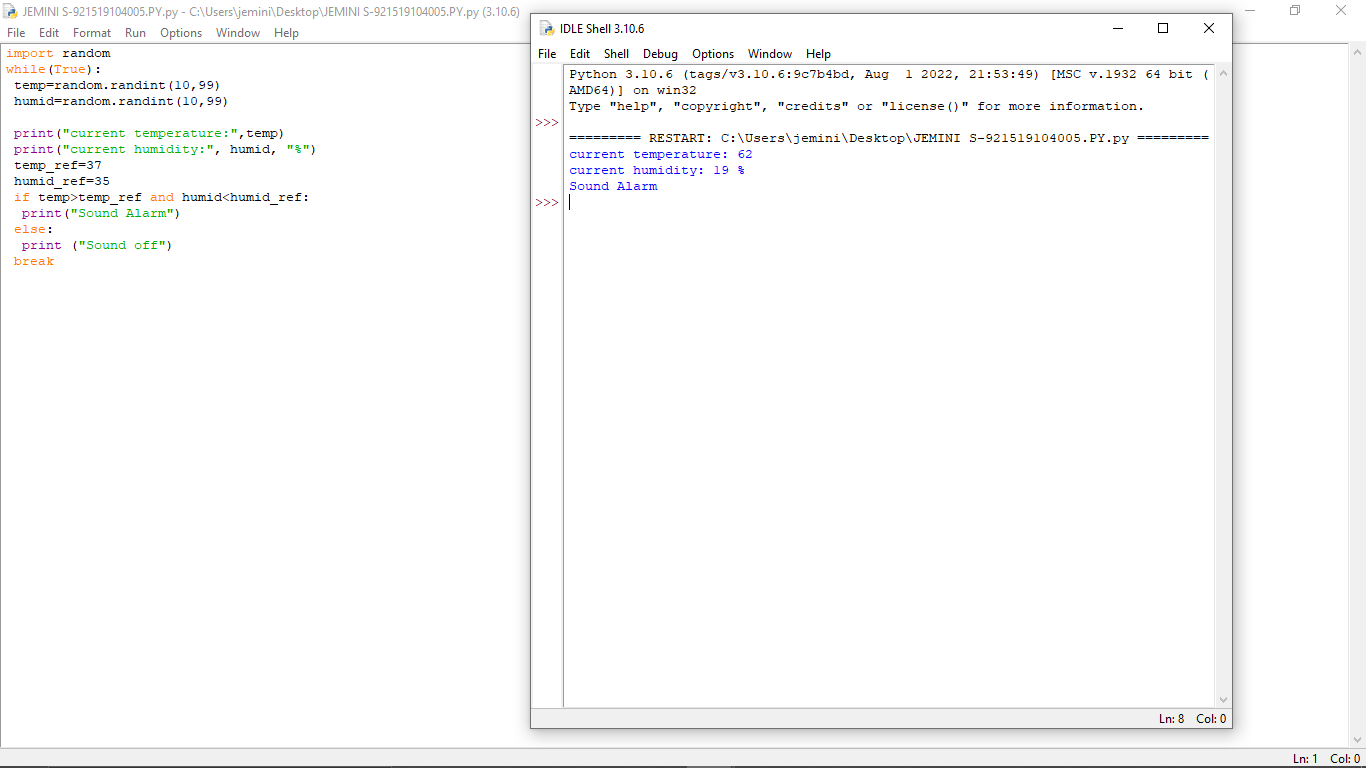 JEMINI S-921519104005.PY.py - C:\Users\jemini\Desktop\JEMINI S-921519104005.PY.py (3.10.6)
File Edit Format Run Options Window Help
import random
while(True):
 temp=random.randint(10,99)
 humid=random.randint(10,99)
 print("current temperature:",temp)
 print("current humidity:", humid, "%")
 temp_ref=37
 humid_ref=35
 if temp>temp_ref and humid<humid_ref:
  print("Sound Alarm")
 else:
  print ("Sound off")
 break
IDLE Shell 3.10.6
File Edit Shell Debug Options Window Help
Python 3.10.6 (tags/v3.10.6:9c7b4bd, Aug  1 2022, 21:53:49) [MSC v.1932 64 bit (
AMD64)] on win32
Type "help", "copyright", "credits" or "license()" for more information.
>>>
========= RESTART: C:\Users\jemini\Desktop\JEMINI S-921519104005.PY.py =========
current temperature: 62
current humidity: 19 %
Sound Alarm
>>>
Ln: 8 Col: 0
Ln: 1 Col: 0